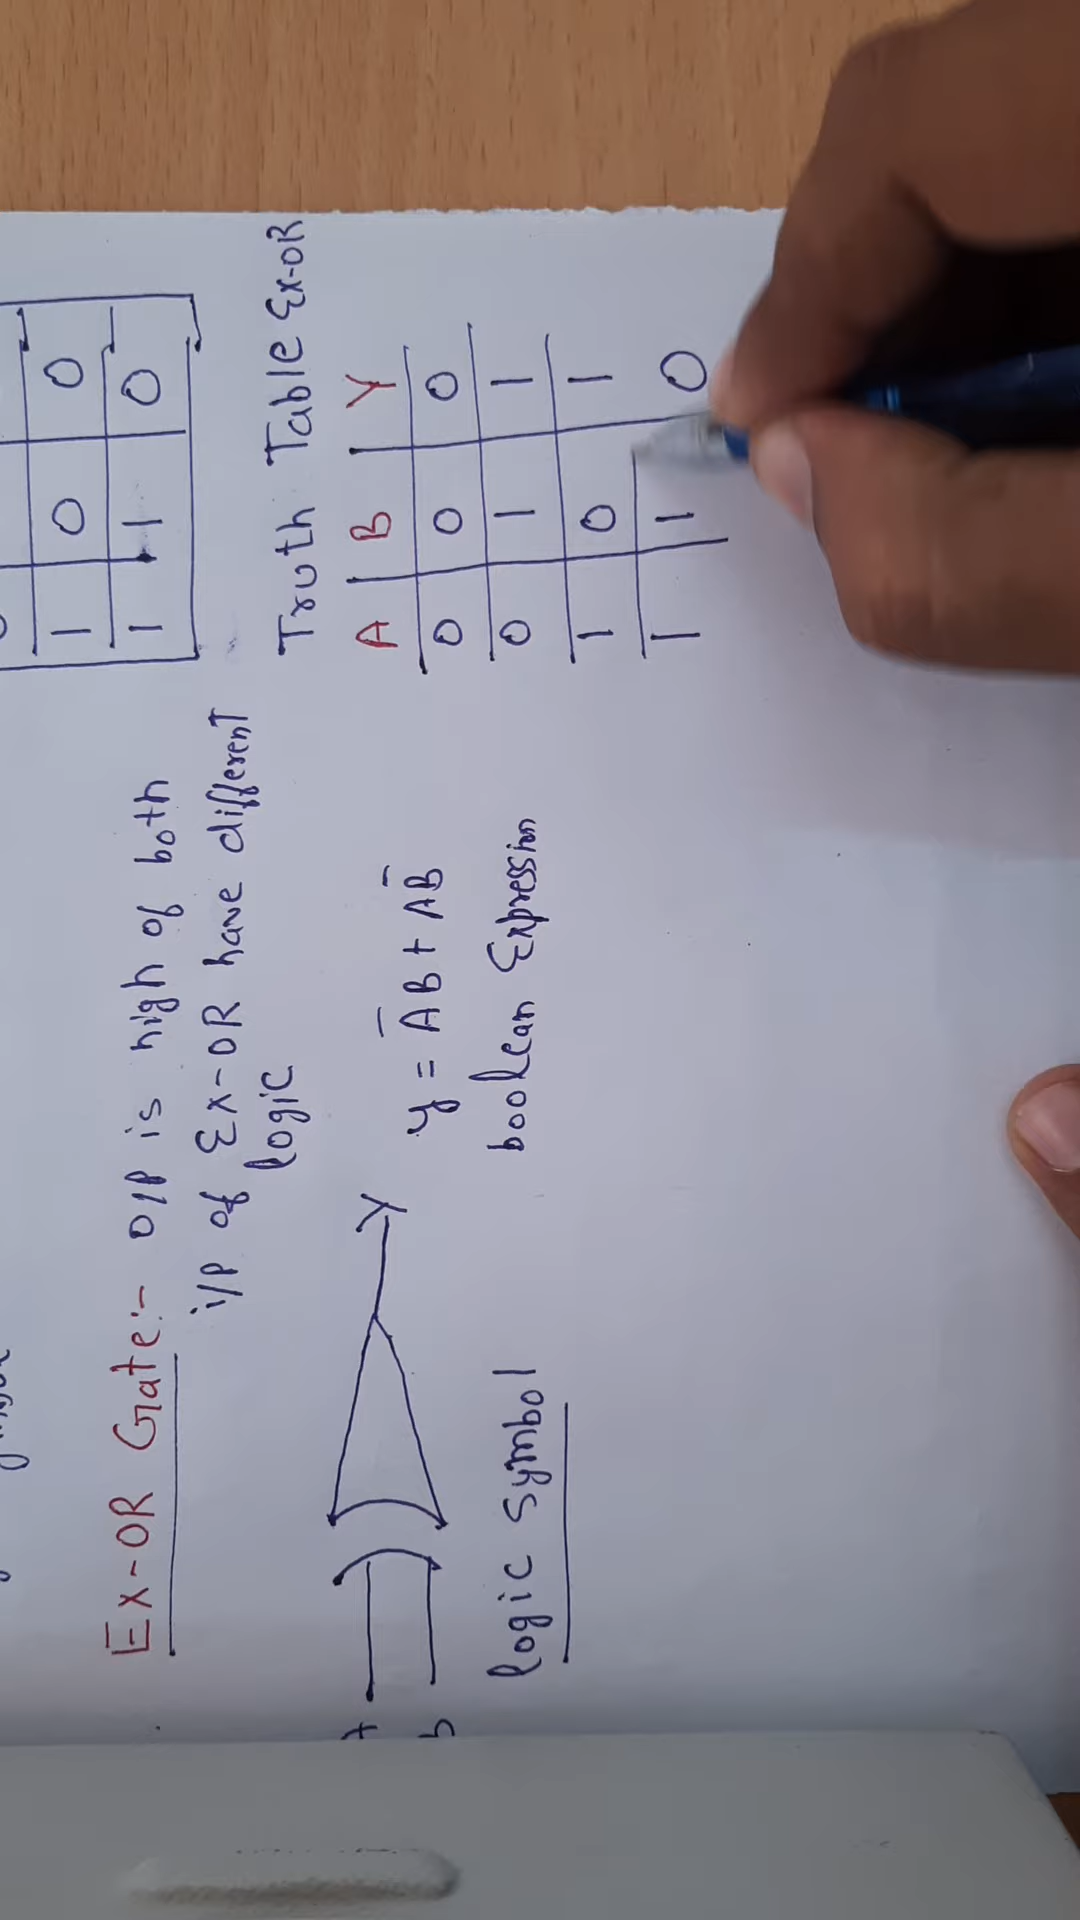 0 0
1 0 0
1 1 0
Ex-OR Gate:- O/P is high of both
i/P of Ex-OR have different
logic
Truth Table Ex-OR
A B Y
0 0 0
0 1 1
1 0 1
1 1 0
A
b
Y
y = A̅B + AB̅
boolean Expression
logic Symbol